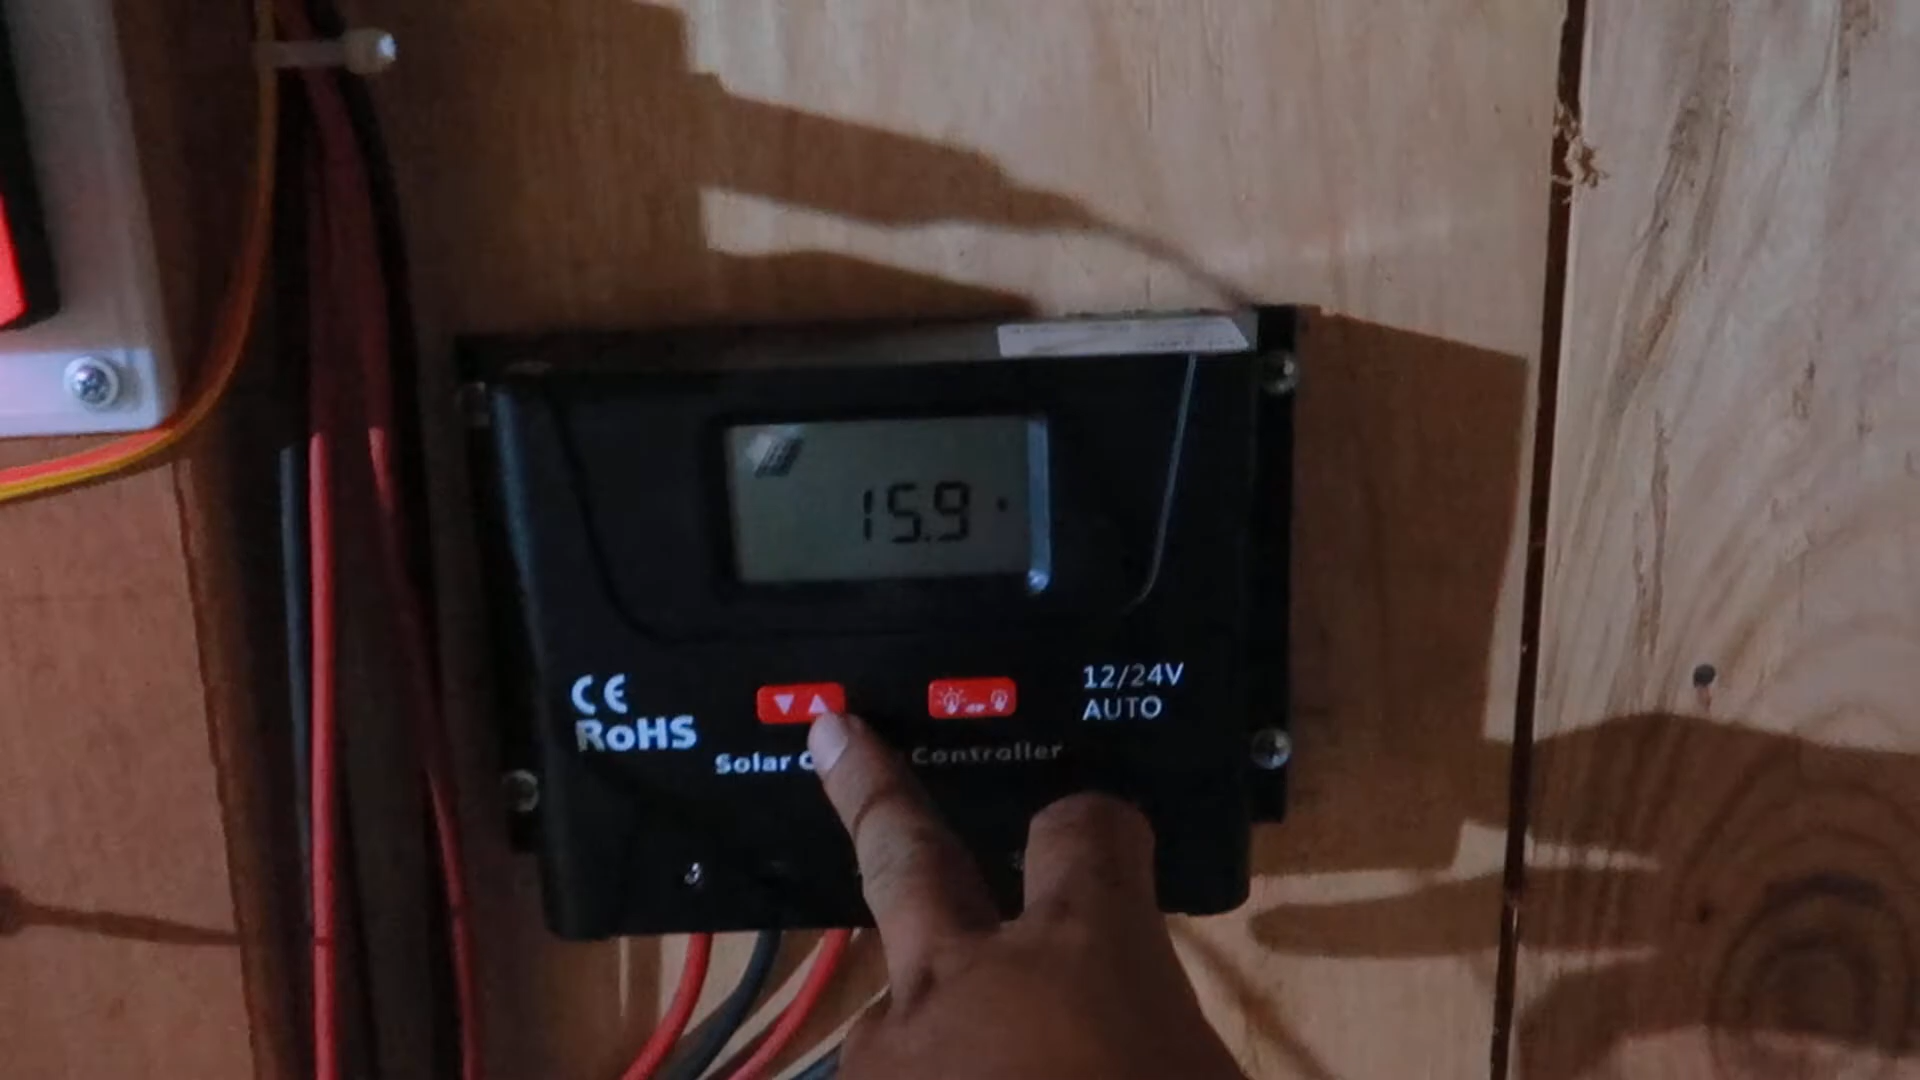 15.9
12/24V
AUTO
CE
RoHS
Solar
Controller